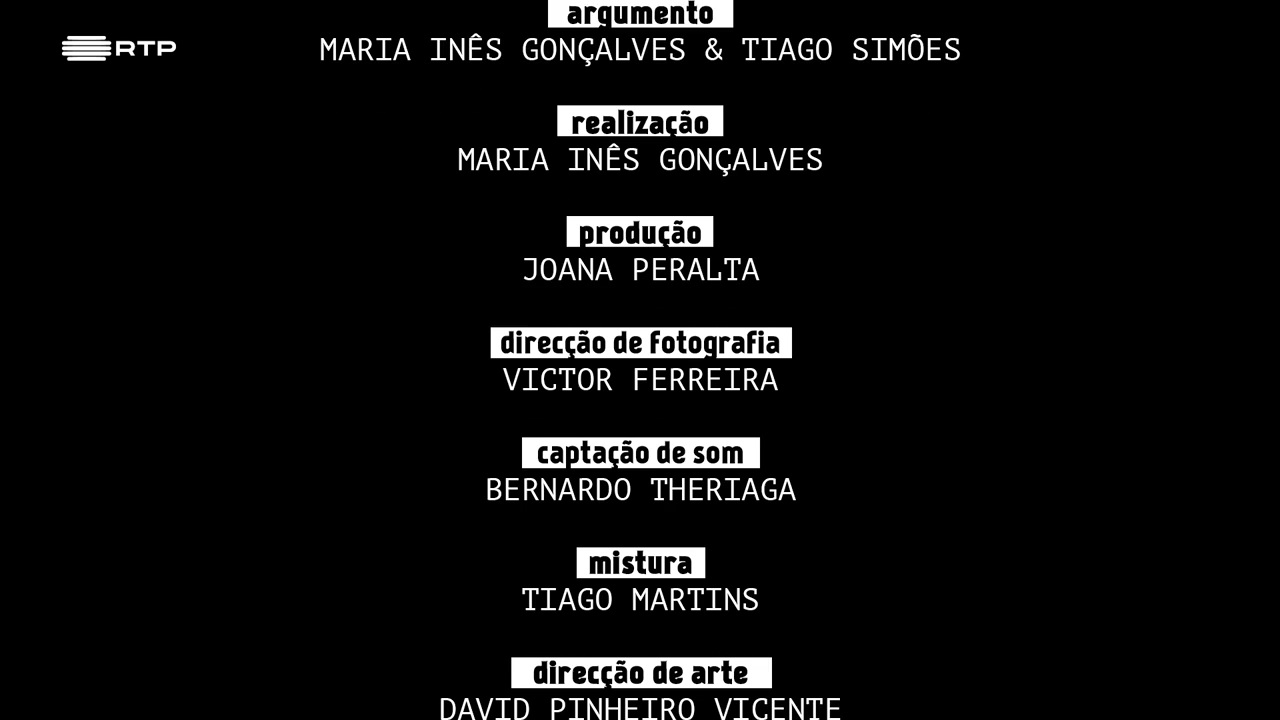 argumento
RTP
MARIA INÊS GONÇALVES & TIAGO SIMÕES
realização
MARIA INÊS GONÇALVES
produção
JOANA PERALTA
direcção de fotografia
VICTOR FERREIRA
captação de som
BERNARDO THERIAGA
mistura
TIAGO MARTINS
direcção de arte
DAVID PINHEIRO VICENTE